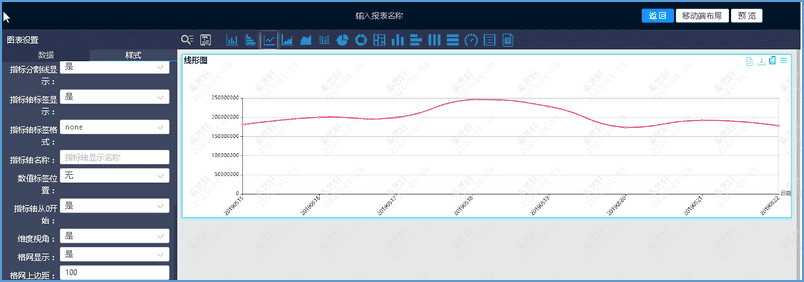 输入报表名称
返 回
移动端布局
预 览
图表设置
数据
样式
指标分割线显示：
是
指标轴标签显示：
是
指标轴标签格式：
none
指标轴名称：
指标轴显示名称
数值标签位置：
无
指标轴从0开始：
是
维度视角：
是
格网显示：
是
格网上边距：
100
线形图
250000000
200000000
150000000
100000000
50000000
0
20190515
20190516
20190517
20190518
20190519
20190520
20190521
20190522
日期